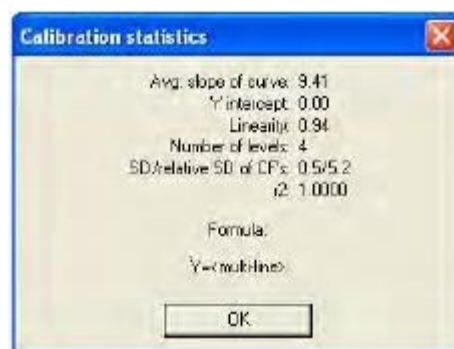 Calibration statistics
Avg. slope of curve: 9.41
Y intercept: 0.00
Linearity: 0.94
Number of levels: 4
SD/relative SD of CF's: 0.5/5.2
r2: 1.0000
Formula:
Y=<multi-line>
OK